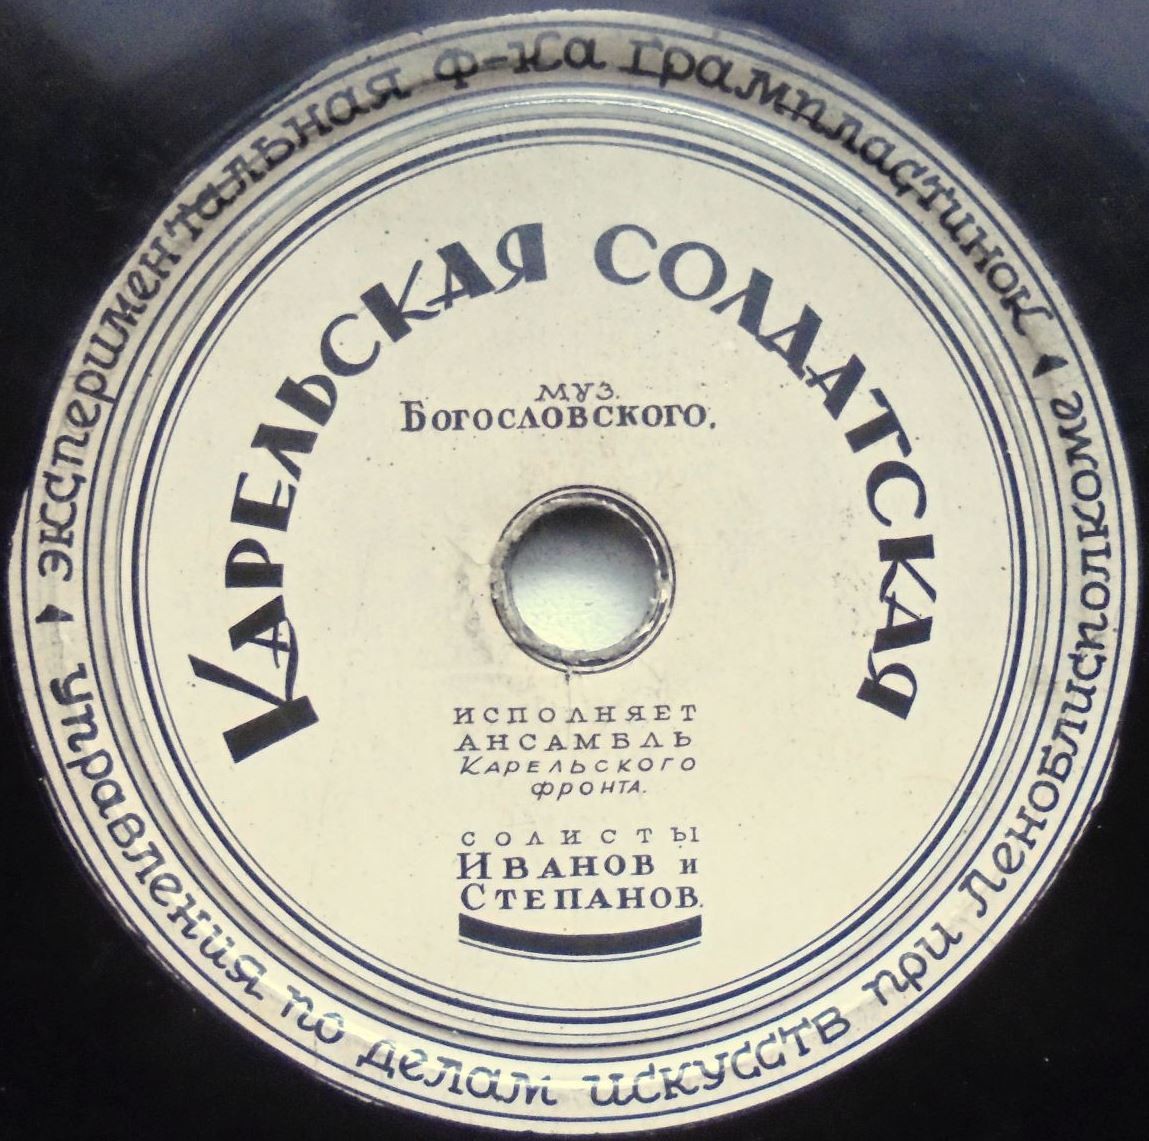 экспериментальная ф-ка грампластинок
управления по делам искусств при Леноблисполкоме
КАРЕЛЬСКАЯ СОЛДАТСКАЯ
муз.
Богословского.
ИСПОЛНЯЕТ
АНСАМБЛЬ
КАРЕЛЬСКОГО
ФРОНТА.
СОЛИСТЫ
ИВАНОВ и
СТЕПАНОВ.